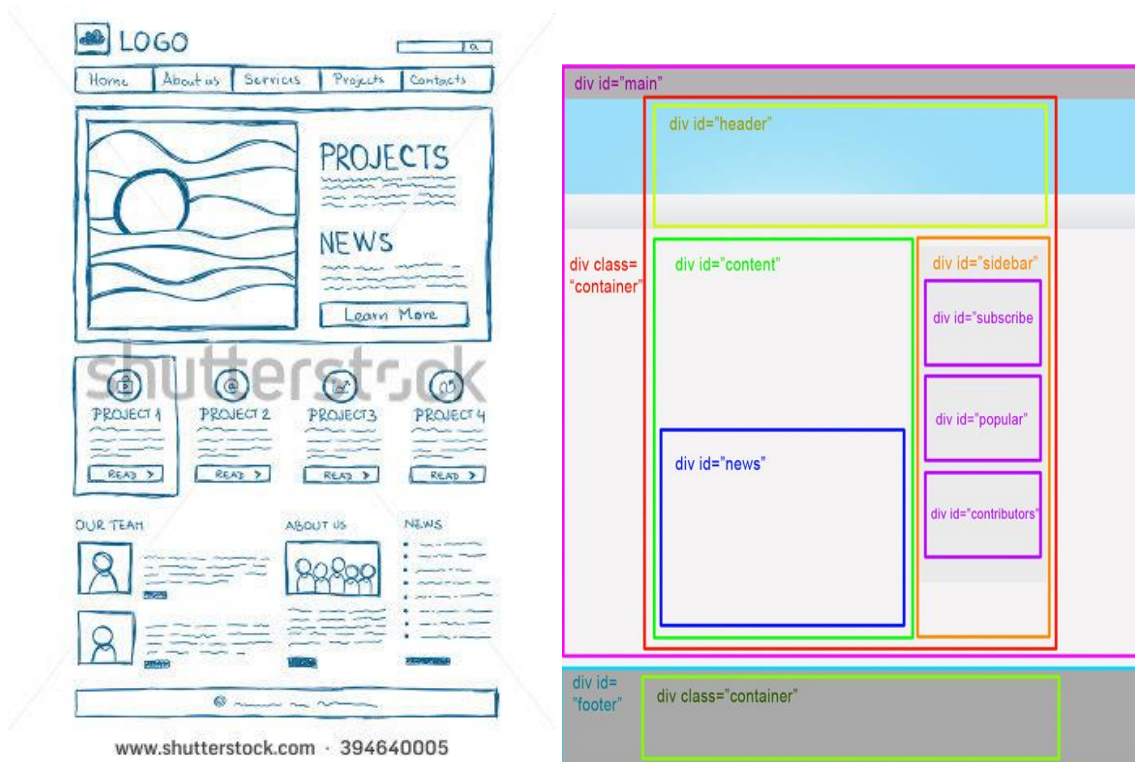 LOGO
Home
About us
Services
Projects
Contacts
PROJECTS
NEWS
Learn More
shutterstock
PROJECT 1
PROJECT 2
PROJECT 3
PROJECT 4
READ >
READ >
READ >
READ >
OUR TEAM
ABOUT US
NEWS
www.shutterstock.com · 394640005
div id="main"
div id="header"
div class=
"container"
div id="content"
div id="sidebar"
div id="subscribe
div id="popular"
div id="news"
div id="contributors"
div id=
"footer"
div class="container"